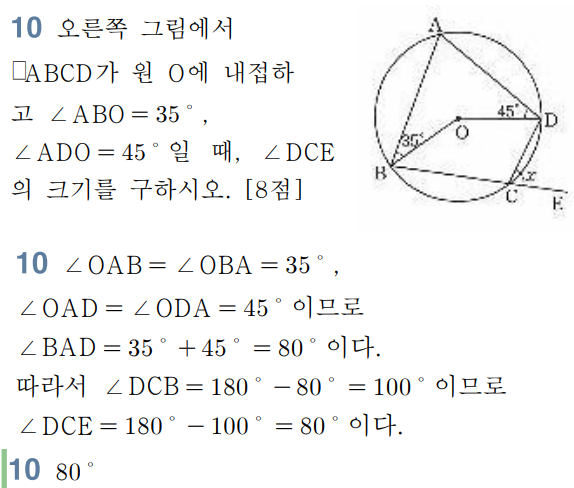 10 오른쪽 그림에서
□ABCD가 원 O에 내접하
고 ∠ABO=35°,
∠ADO=45°일 때, ∠DCE
의 크기를 구하시오. [8점]
A
45°
D
O
35°
B
x
C
E
10 ∠OAB=∠OBA=35°,
∠OAD=∠ODA=45°이므로
∠BAD=35°+45°=80°이다.
따라서 ∠DCB=180°-80°=100°이므로
∠DCE=180°-100°=80°이다.
10 80°